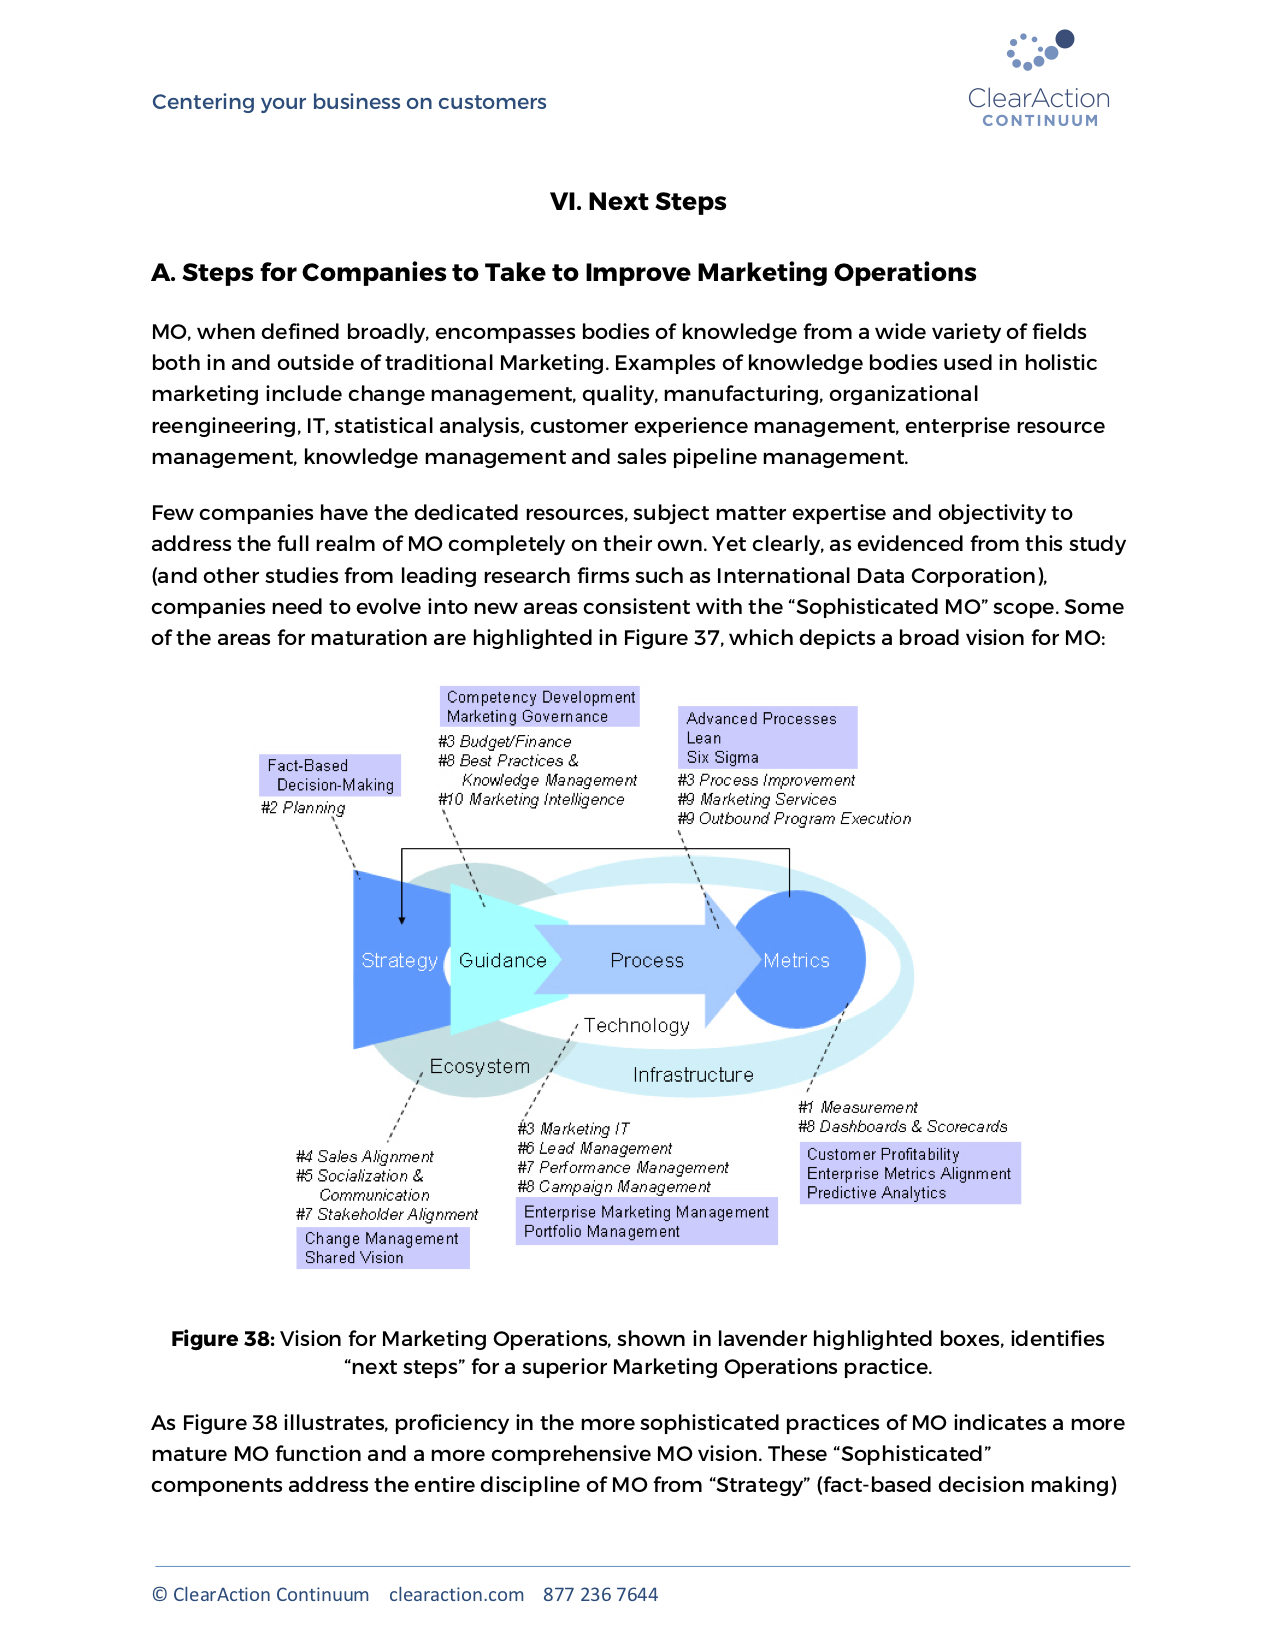 Centering your business on customers
ClearAction
CONTINUUM
VI. Next Steps
A. Steps for Companies to Take to Improve Marketing Operations
MO, when defined broadly, encompasses bodies of knowledge from a wide variety of fields
both in and outside of traditional Marketing. Examples of knowledge bodies used in holistic
marketing include change management, quality, manufacturing, organizational
reengineering, IT, statistical analysis, customer experience management, enterprise resource
management, knowledge management and sales pipeline management.
Few companies have the dedicated resources, subject matter expertise and objectivity to
address the full realm of MO completely on their own. Yet clearly, as evidenced from this study
(and other studies from leading research firms such as International Data Corporation),
companies need to evolve into new areas consistent with the “Sophisticated MO” scope. Some
of the areas for maturation are highlighted in Figure 37, which depicts a broad vision for MO:
Fact-Based
Decision-Making
#2 Planning
Competency Development
Marketing Governance
#3 Budget/Finance
#8 Best Practices &
Knowledge Management
#10 Marketing Intelligence
Advanced Processes
Lean
Six Sigma
#3 Process Improvement
#9 Marketing Services
#9 Outbound Program Execution
Strategy
Guidance
Process
Metrics
Technology
Ecosystem
Infrastructure
#4 Sales Alignment
#5 Socialization &
Communication
#7 Stakeholder Alignment
Change Management
Shared Vision
#3 Marketing IT
#6 Lead Management
#7 Performance Management
#8 Campaign Management
Enterprise Marketing Management
Portfolio Management
#1 Measurement
#8 Dashboards & Scorecards
Customer Profitability
Enterprise Metrics Alignment
Predictive Analytics
Figure 38: Vision for Marketing Operations, shown in lavender highlighted boxes, identifies
“next steps” for a superior Marketing Operations practice.
As Figure 38 illustrates, proficiency in the more sophisticated practices of MO indicates a more
mature MO function and a more comprehensive MO vision. These “Sophisticated”
components address the entire discipline of MO from “Strategy” (fact-based decision making)
© ClearAction Continuum clearaction.com 877 236 7644